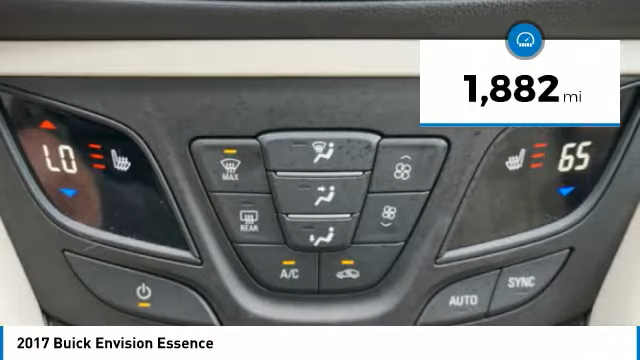 1,882 mi
LO
65
MAX
REAR
A/C
AUTO
SYNC
2017 Buick Envision Essence